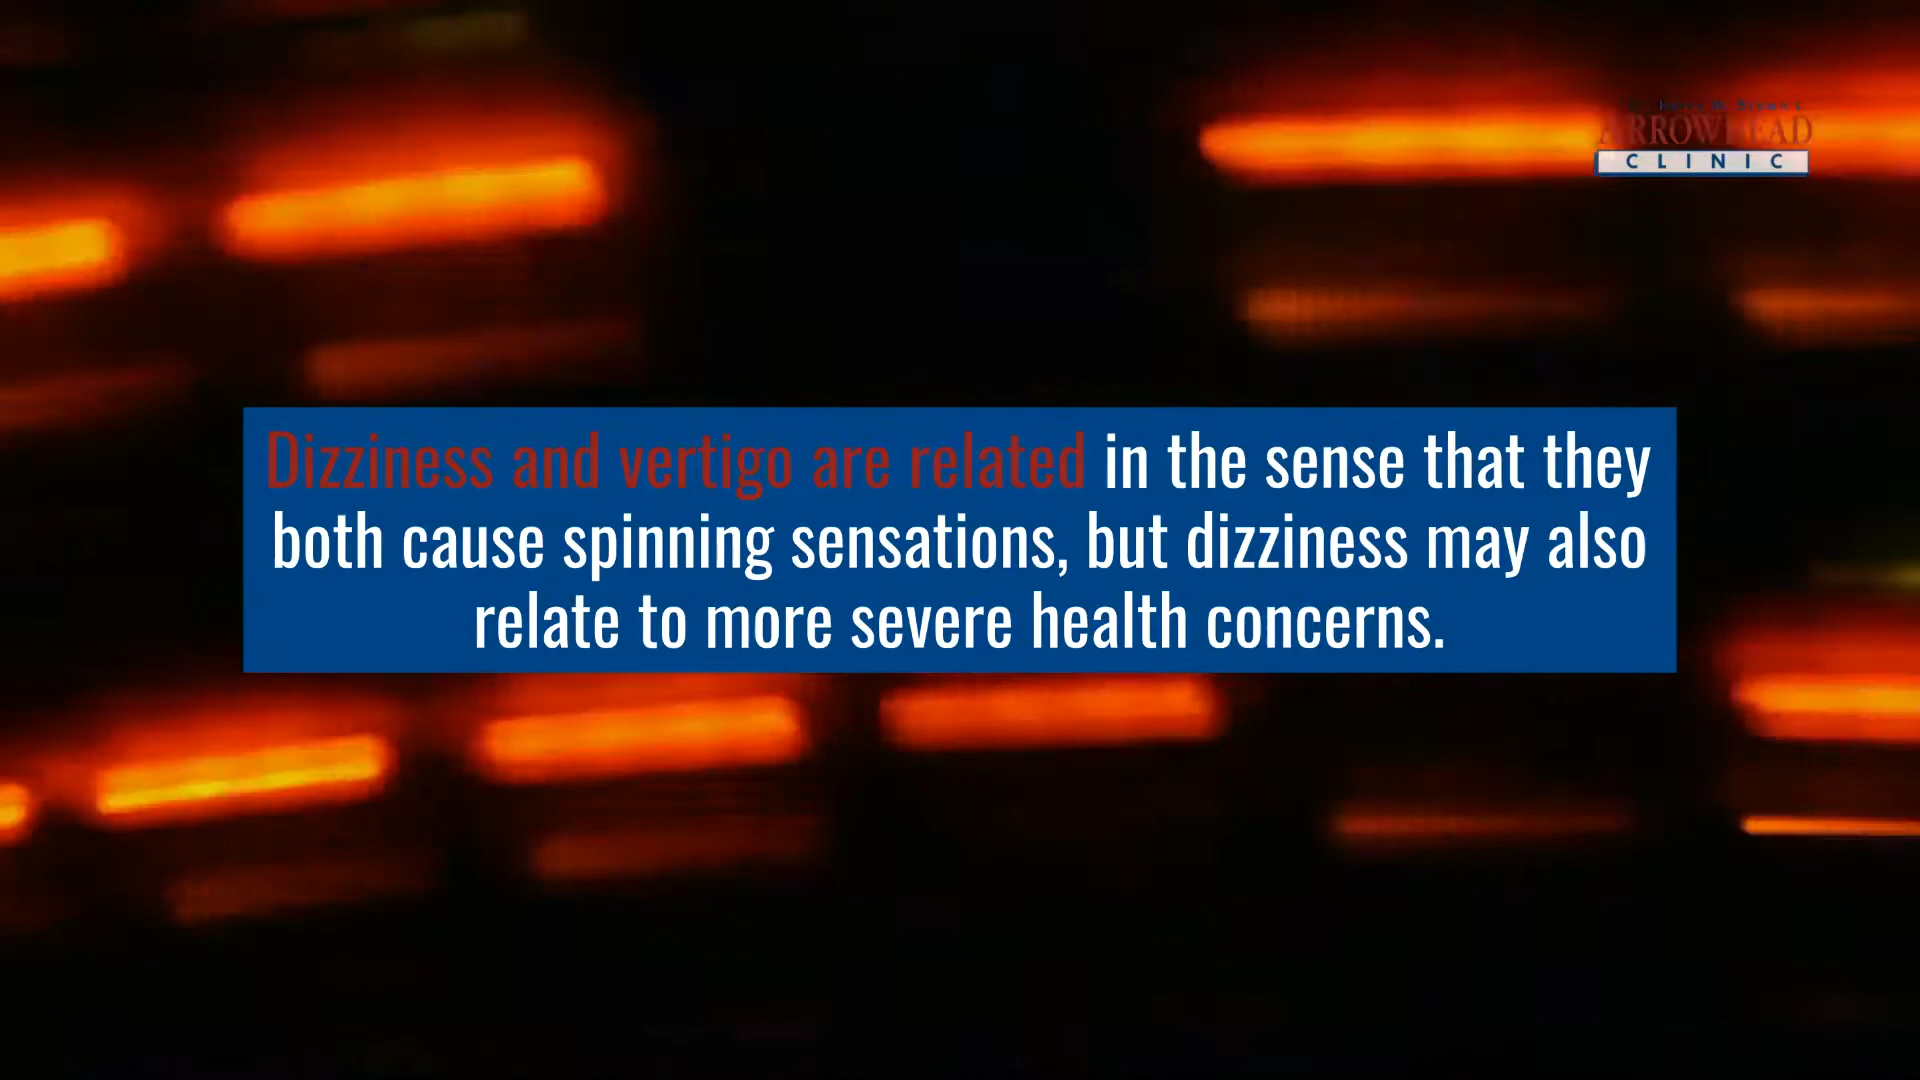 ARROWHEAD
CLINIC
Dizziness and vertigo are related in the sense that they
both cause spinning sensations, but dizziness may also
relate to more severe health concerns.